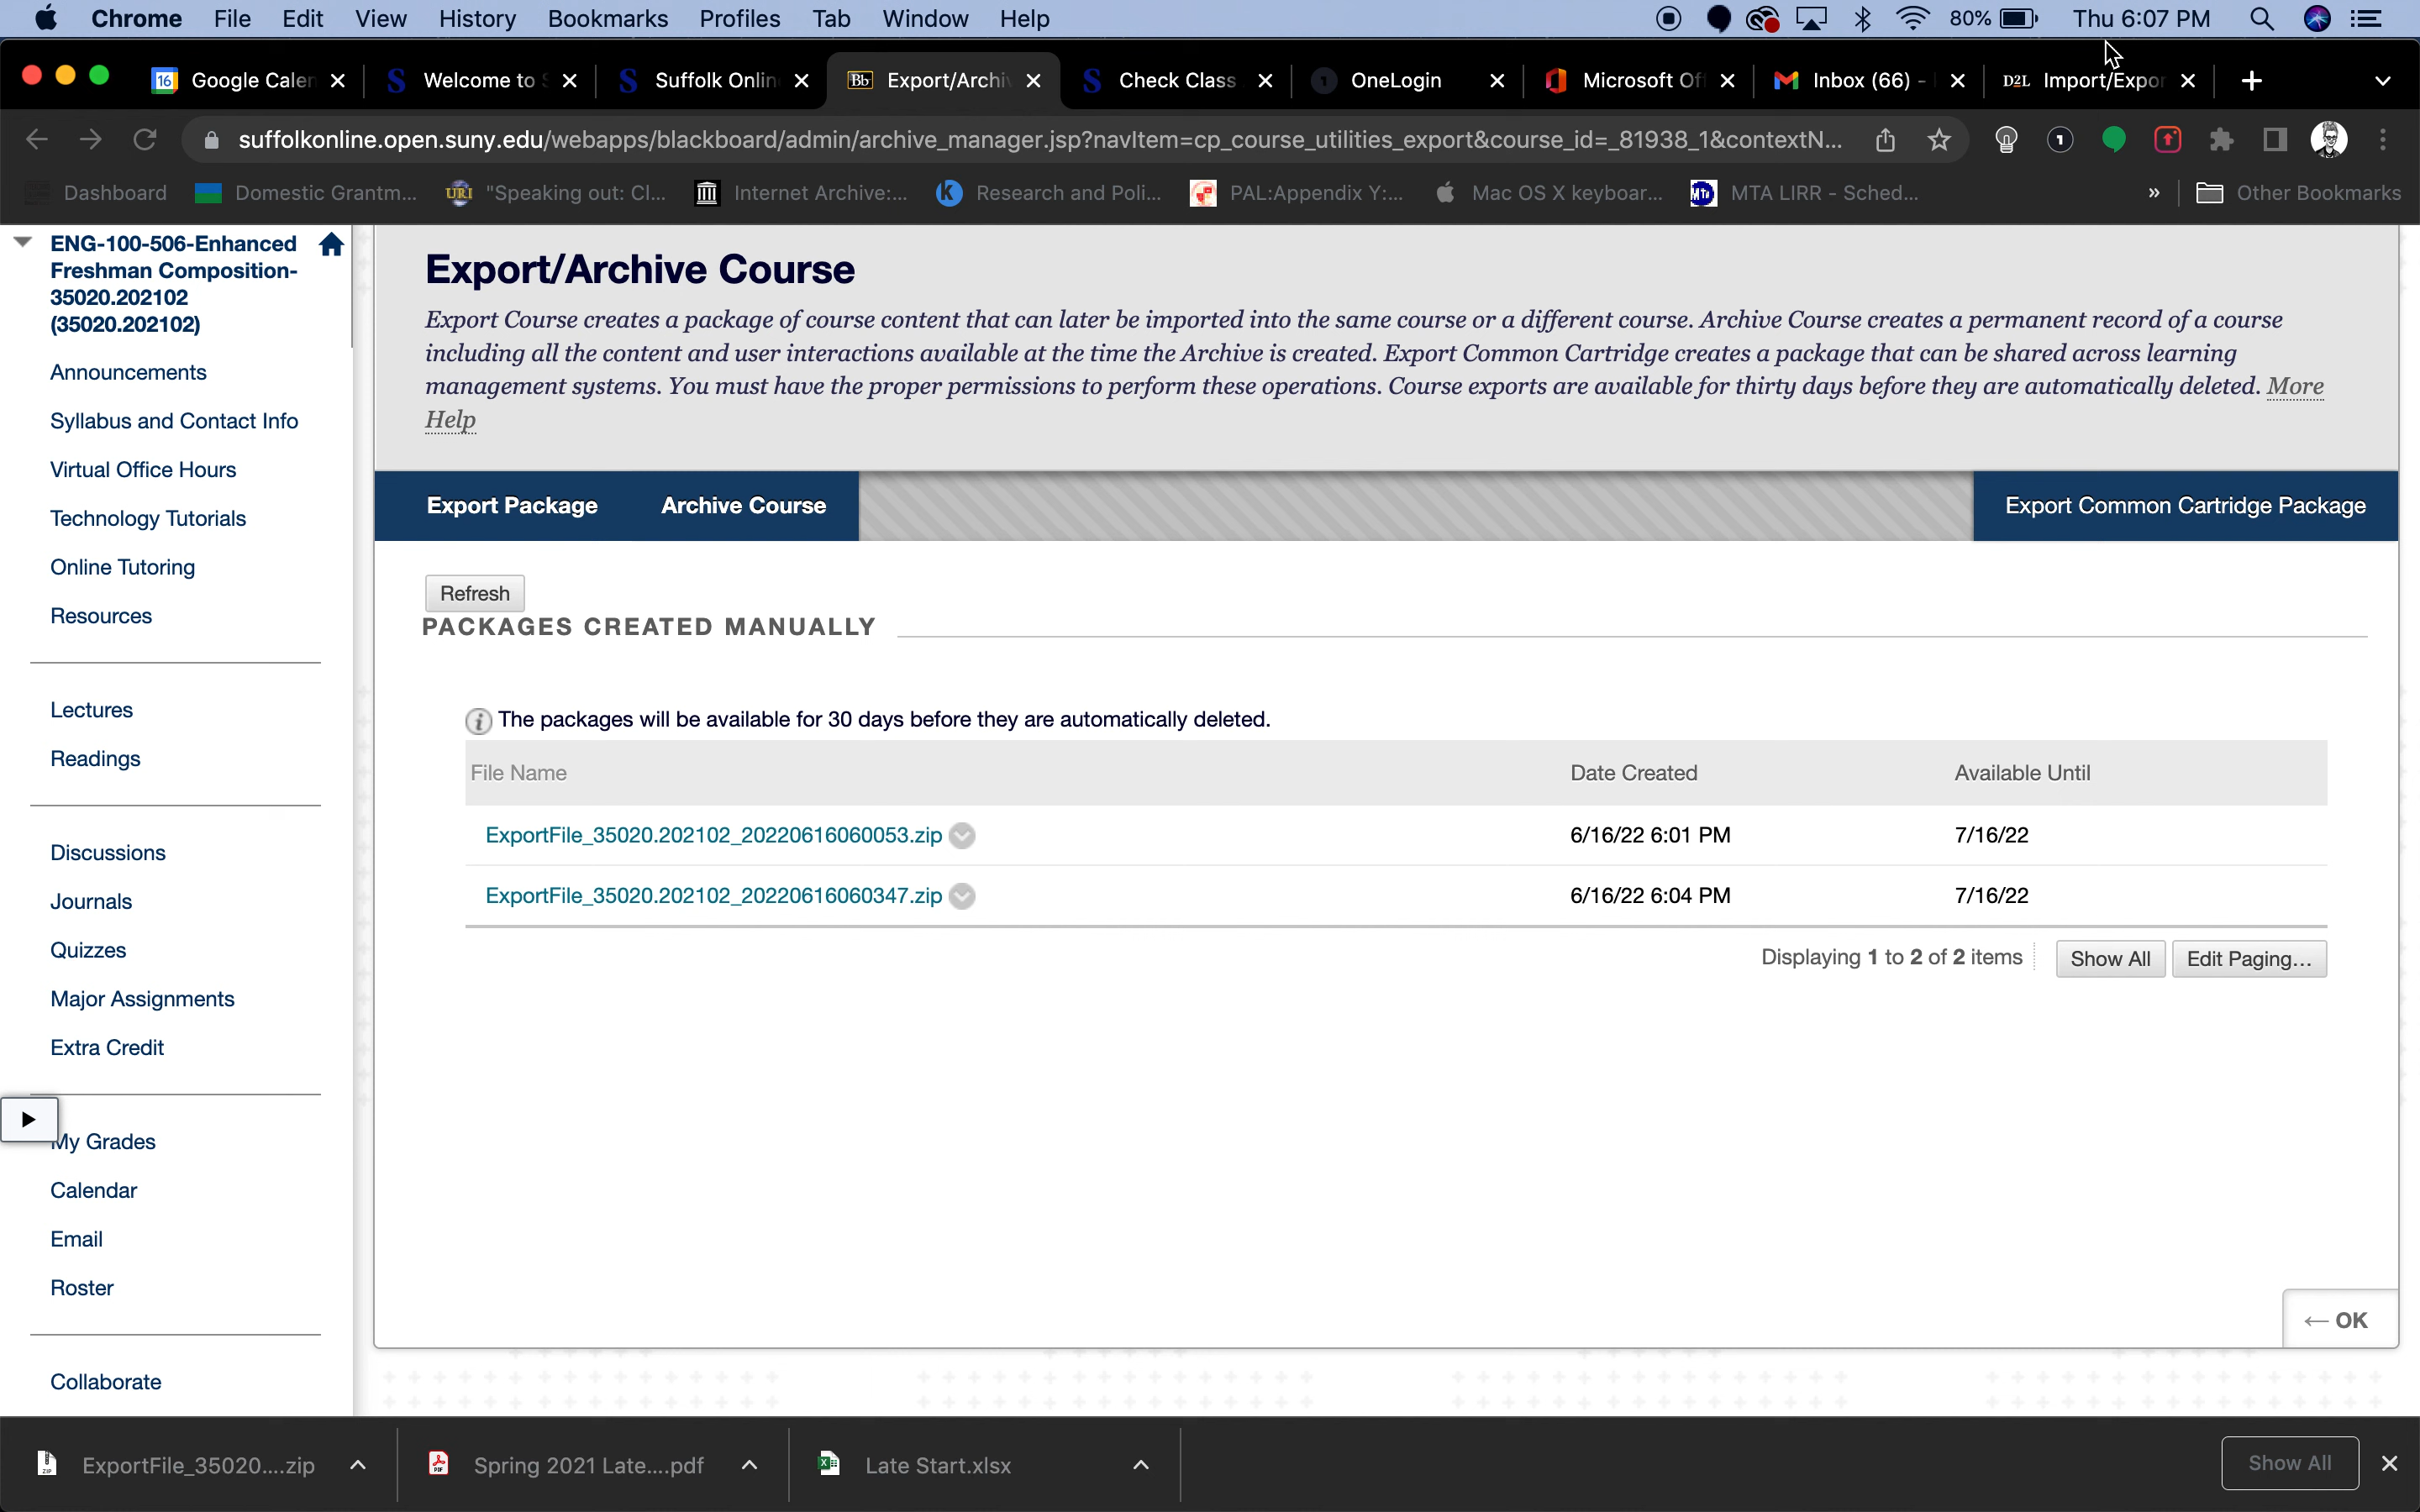 Chrome File Edit View History Bookmarks Profiles Tab Window Help 80% Thu 6:07 PM
16 Google Calen S Welcome to S S Suffolk Onlin Bb Export/Archiv S Check Class 1 OneLogin Microsoft Of Inbox (66) - D2L Import/Expor
suffolkonline.open.suny.edu/webapps/blackboard/admin/archive_manager.jsp?navItem=cp_course_utilities_export&course_id=_81938_1&contextN...
Dashboard Domestic Grantm... URI "Speaking out: Cl... Internet Archive:... K Research and Poli... PAL:Appendix Y:... Mac OS X keyboar... MTA LIRR - Sched... » Other Bookmarks
ENG-100-506-Enhanced
Freshman Composition-
35020.202102
(35020.202102)
Announcements
Syllabus and Contact Info
Virtual Office Hours
Technology Tutorials
Online Tutoring
Resources
Lectures
Readings
Discussions
Journals
Quizzes
Major Assignments
Extra Credit
My Grades
Calendar
Email
Roster
Collaborate
Export/Archive Course
Export Course creates a package of course content that can later be imported into the same course or a different course. Archive Course creates a permanent record of a course
including all the content and user interactions available at the time the Archive is created. Export Common Cartridge creates a package that can be shared across learning
management systems. You must have the proper permissions to perform these operations. Course exports are available for thirty days before they are automatically deleted. More
Help
Export Package Archive Course Export Common Cartridge Package
Refresh
PACKAGES CREATED MANUALLY
i The packages will be available for 30 days before they are automatically deleted.
File Name Date Created Available Until
ExportFile_35020.202102_20220616060053.zip 6/16/22 6:01 PM 7/16/22
ExportFile_35020.202102_20220616060347.zip 6/16/22 6:04 PM 7/16/22
Displaying 1 to 2 of 2 items Show All Edit Paging...
← OK
ExportFile_35020....zip Spring 2021 Late....pdf Late Start.xlsx Show All